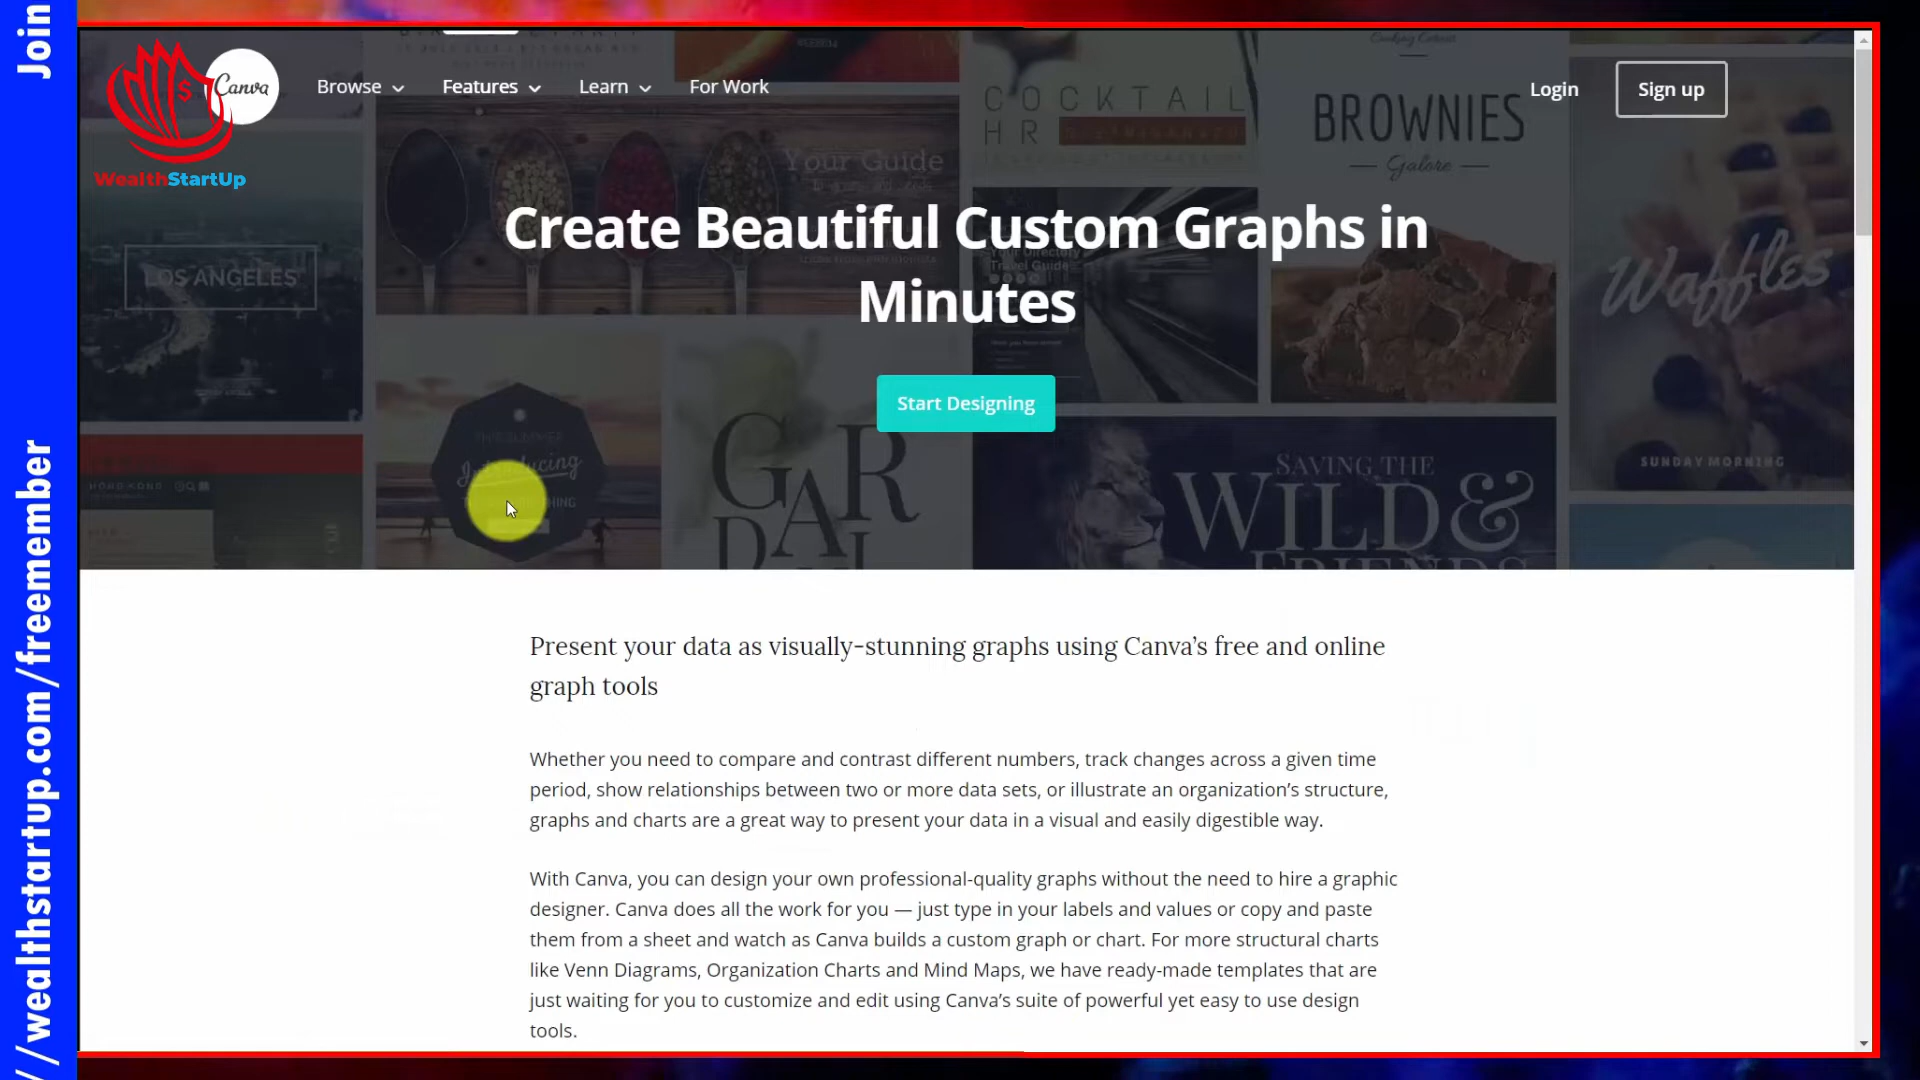 Join
//wealthstartup.com/freemember
$
WealthStartUp
Canva
Browse
Features
Learn
For Work
Login
Sign up
COCKTAIL
HR
Cooking Context
BROWNIES
Galore
Your Guide
LOS ANGELES
Waffles
SUNDAY MORNING
Create Beautiful Custom Graphs in
Minutes
Start Designing
Introducing
HONG KONG
GAR
SAVING THE
WILD &
FRIENDS
Present your data as visually-stunning graphs using Canva’s free and online
graph tools
Whether you need to compare and contrast different numbers, track changes across a given time
period, show relationships between two or more data sets, or illustrate an organization’s structure,
graphs and charts are a great way to present your data in a visual and easily digestible way.
With Canva, you can design your own professional-quality graphs without the need to hire a graphic
designer. Canva does all the work for you — just type in your labels and values or copy and paste
them from a sheet and watch as Canva builds a custom graph or chart. For more structural charts
like Venn Diagrams, Organization Charts and Mind Maps, we have ready-made templates that are
just waiting for you to customize and edit using Canva’s suite of powerful yet easy to use design
tools.